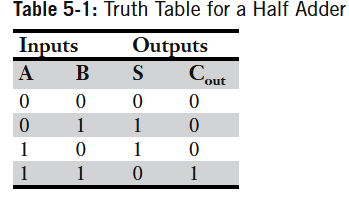 Table 5-1: Truth Table for a Half Adder
Inputs Outputs
A B S Cout
0 0 0 0
0 1 1 0
1 0 1 0
1 1 0 1